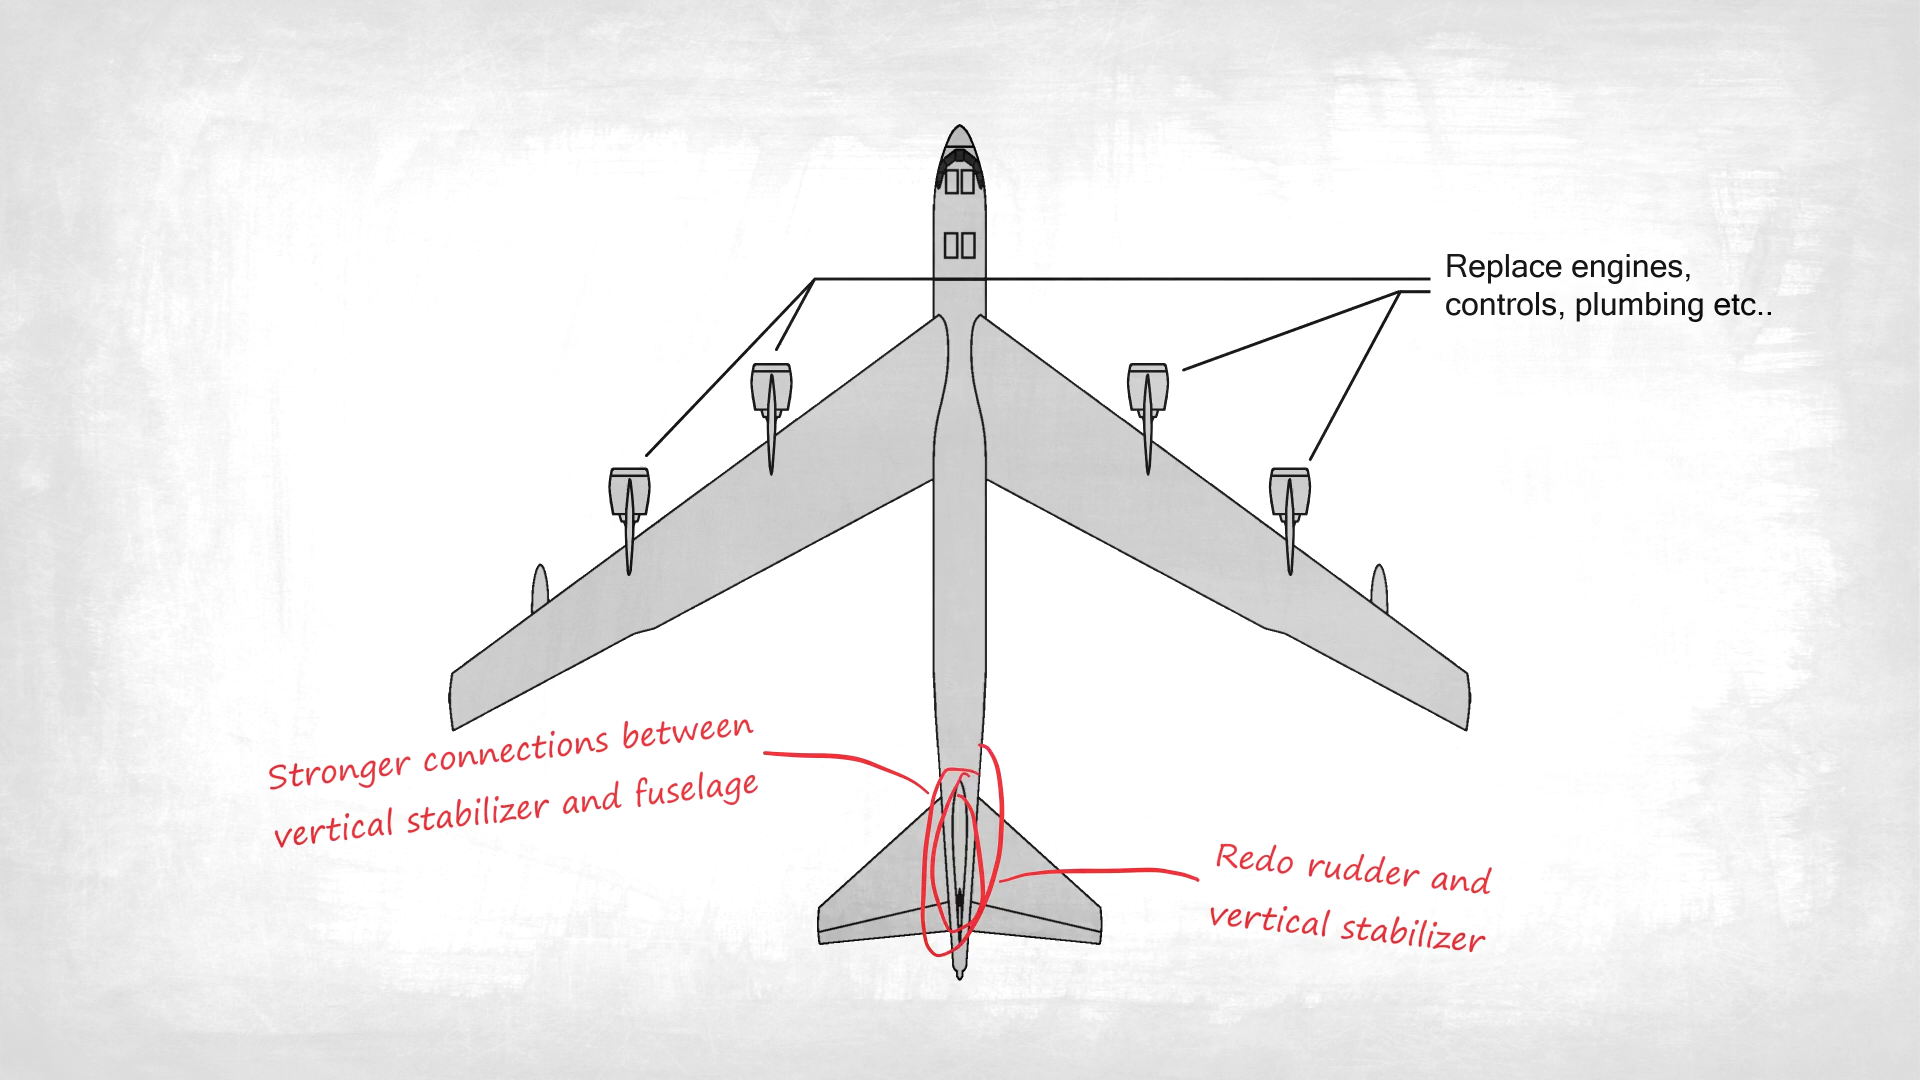 Replace engines,
controls, plumbing etc..
Stronger connections between
vertical stabilizer and fuselage
Redo rudder and
vertical stabilizer